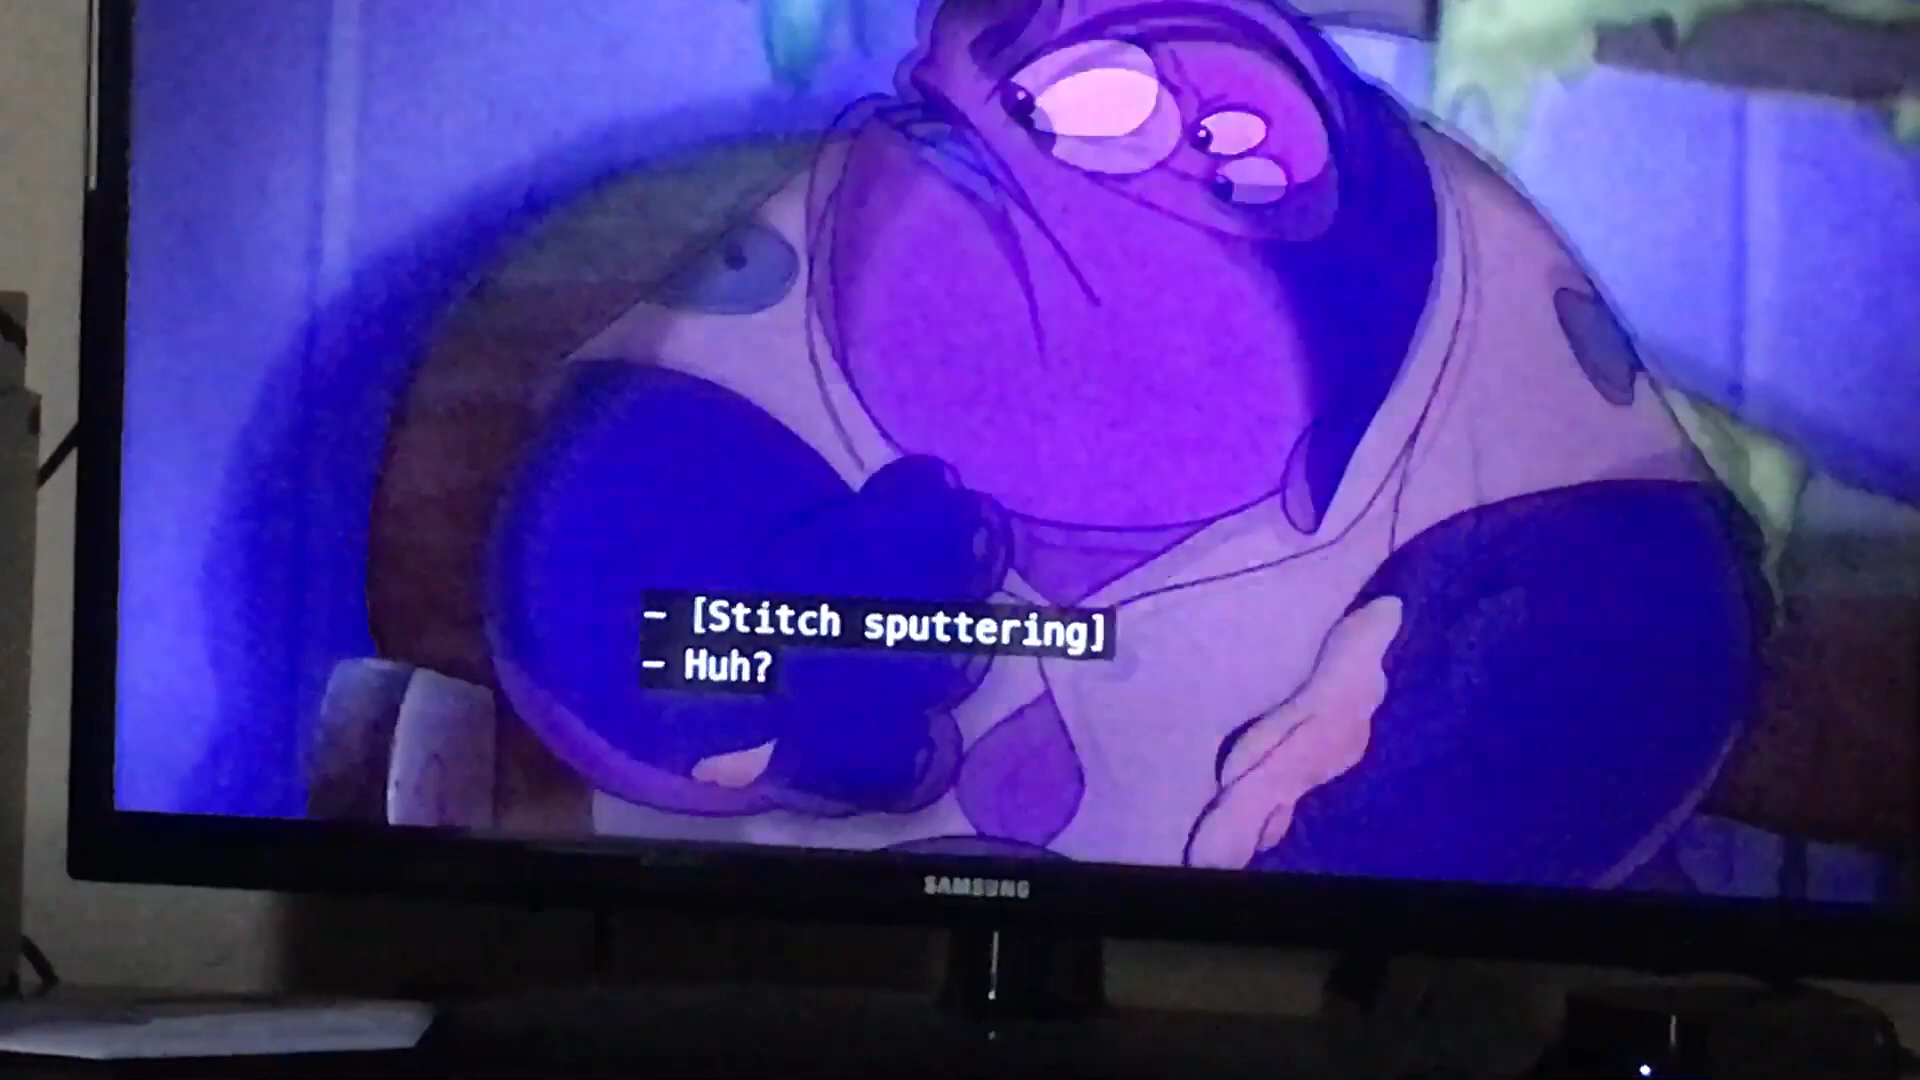 - [Stitch sputtering]
- Huh?
SAMSUNG